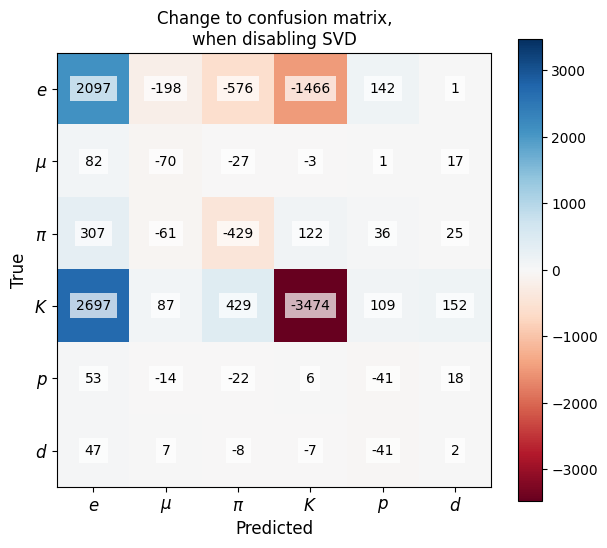 Change to confusion matrix,
when disabling SVD
e 2097 -198 -576 -1466 142 1
μ 82 -70 -27 -3 1 17
π 307 -61 -429 122 36 25
K 2697 87 429 -3474 109 152
p 53 -14 -22 6 -41 18
d 47 7 -8 -7 -41 2
e μ π K p d
True
Predicted
3000
2000
1000
0
−1000
−2000
−3000